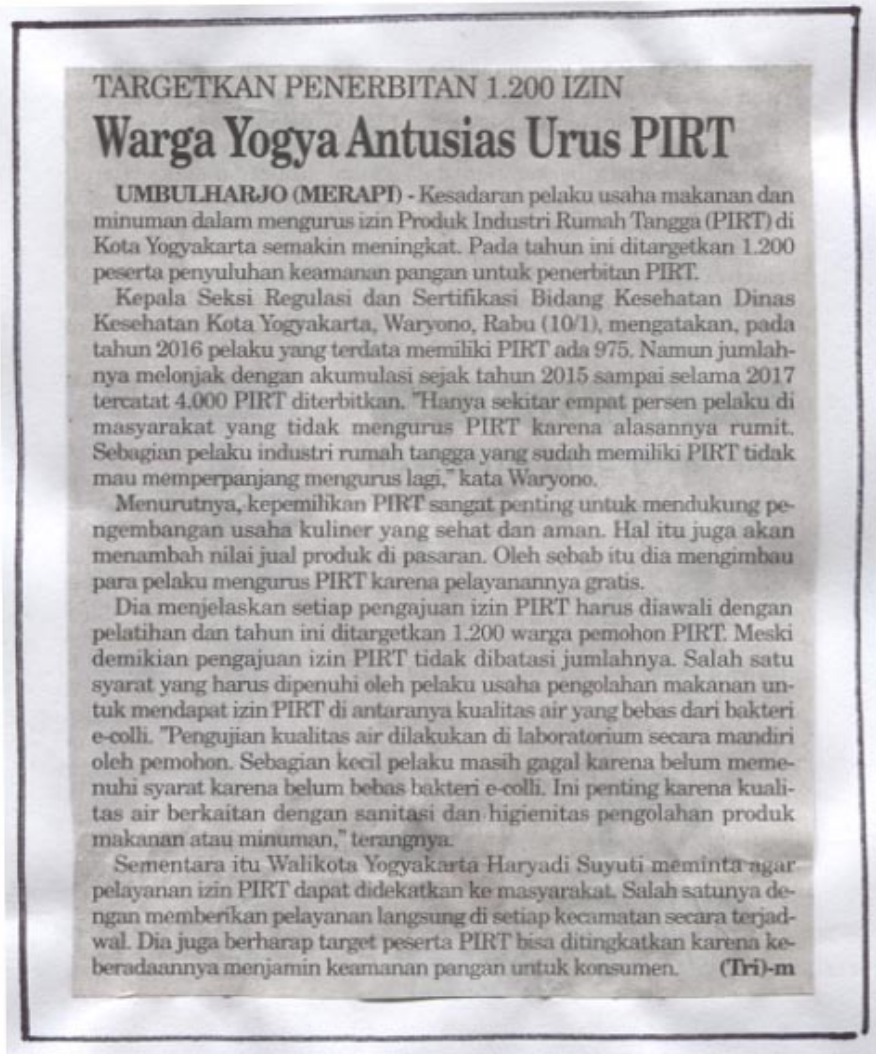 TARGETKAN PENERBITAN 1.200 IZIN
Warga Yogya Antusias Urus PIRT
UMBULHARJO (MERAPI) - Kesadaran pelaku usaha makanan dan
minuman dalam mengurus izin Produk Industri Rumah Tangga (PIRT) di
Kota Yogyakarta semakin meningkat. Pada tahun ini ditargetkan 1.200
peserta penyuluhan keamanan pangan untuk penerbitan PIRT.
Kepala Seksi Regulasi dan Sertifikasi Bidang Kesehatan Dinas
Kesehatan Kota Yogyakarta, Waryono, Rabu (10/1), mengatakan, pada
tahun 2016 pelaku yang terdata memiliki PIRT ada 975. Namun jumlah-
nya melonjak dengan akumulasi sejak tahun 2015 sampai selama 2017
tercatat 4.000 PIRT diterbitkan. "Hanya sekitar empat persen pelaku di
masyarakat yang tidak mengurus PIRT karena alasannya rumit.
Sebagian pelaku industri rumah tangga yang sudah memiliki PIRT tidak
mau memperpanjang mengurus lagi," kata Waryono.
Menurutnya, kepemilikan PIRT sangat penting untuk mendukung pe-
ngembangan usaha kuliner yang sehat dan aman. Hal itu juga akan
menambah nilai jual produk di pasaran. Oleh sebab itu dia mengimbau
para pelaku mengurus PIRT karena pelayanannya gratis.
Dia menjelaskan setiap pengajuan izin PIRT harus diawali dengan
pelatihan dan tahun ini ditargetkan 1.200 warga pemohon PIRT. Meski
demikian pengajuan izin PIRT tidak dibatasi jumlahnya. Salah satu
syarat yang harus dipenuhi oleh pelaku usaha pengolahan makanan un-
tuk mendapat izin PIRT di antaranya kualitas air yang bebas dari bakteri
e-colli. "Pengujian kualitas air dilakukan di laboratorium secara mandiri
oleh pemohon. Sebagian kecil pelaku masih gagal karena belum meme-
nuhi syarat karena belum bebas bakteri e-colli. Ini penting karena kuali-
tas air berkaitan dengan sanitasi dan higienitas pengolahan produk
makanan atau minuman," terangnya.
Sementara itu Walikota Yogyakarta Haryadi Suyuti meminta agar
pelayanan izin PIRT dapat didekatkan ke masyarakat. Salah satunya de-
ngan memberikan pelayanan langsung di setiap kecamatan secara terjad-
wal. Dia juga berharap target peserta PIRT bisa ditingkatkan karena ke-
beradaannya menjamin keamanan pangan untuk konsumen. (Tri)-m